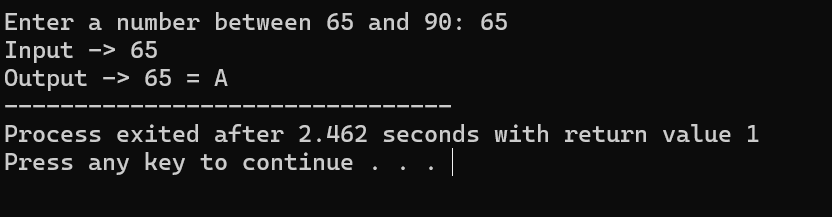 Enter a number between 65 and 90: 65
Input -> 65
Output -> 65 = A
--------------------------------
Process exited after 2.462 seconds with return value 1
Press any key to continue . . .